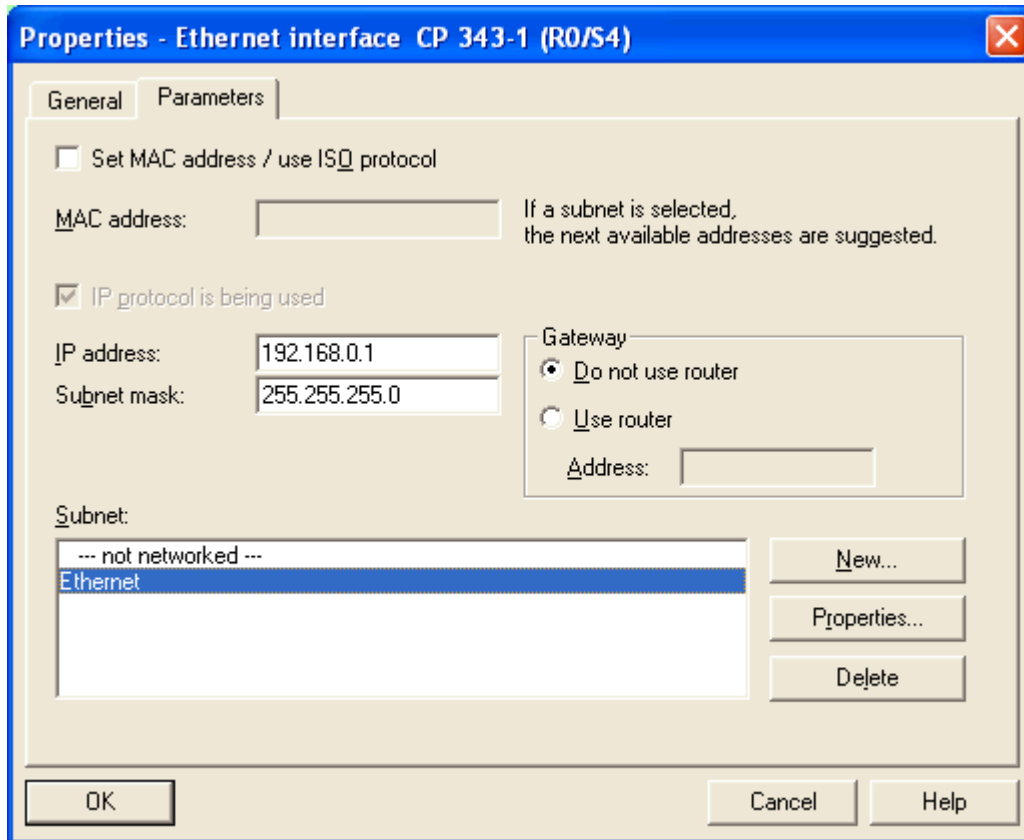 Properties - Ethernet interface CP 343-1 (R0/S4)
General
Parameters
Set MAC address / use ISO protocol
MAC address:
If a subnet is selected,
the next available addresses are suggested.
IP protocol is being used
IP address:
192.168.0.1
Subnet mask:
255.255.255.0
Gateway
Do not use router
Use router
Address:
Subnet:
--- not networked ---
Ethernet
New...
Properties...
Delete
OK
Cancel
Help